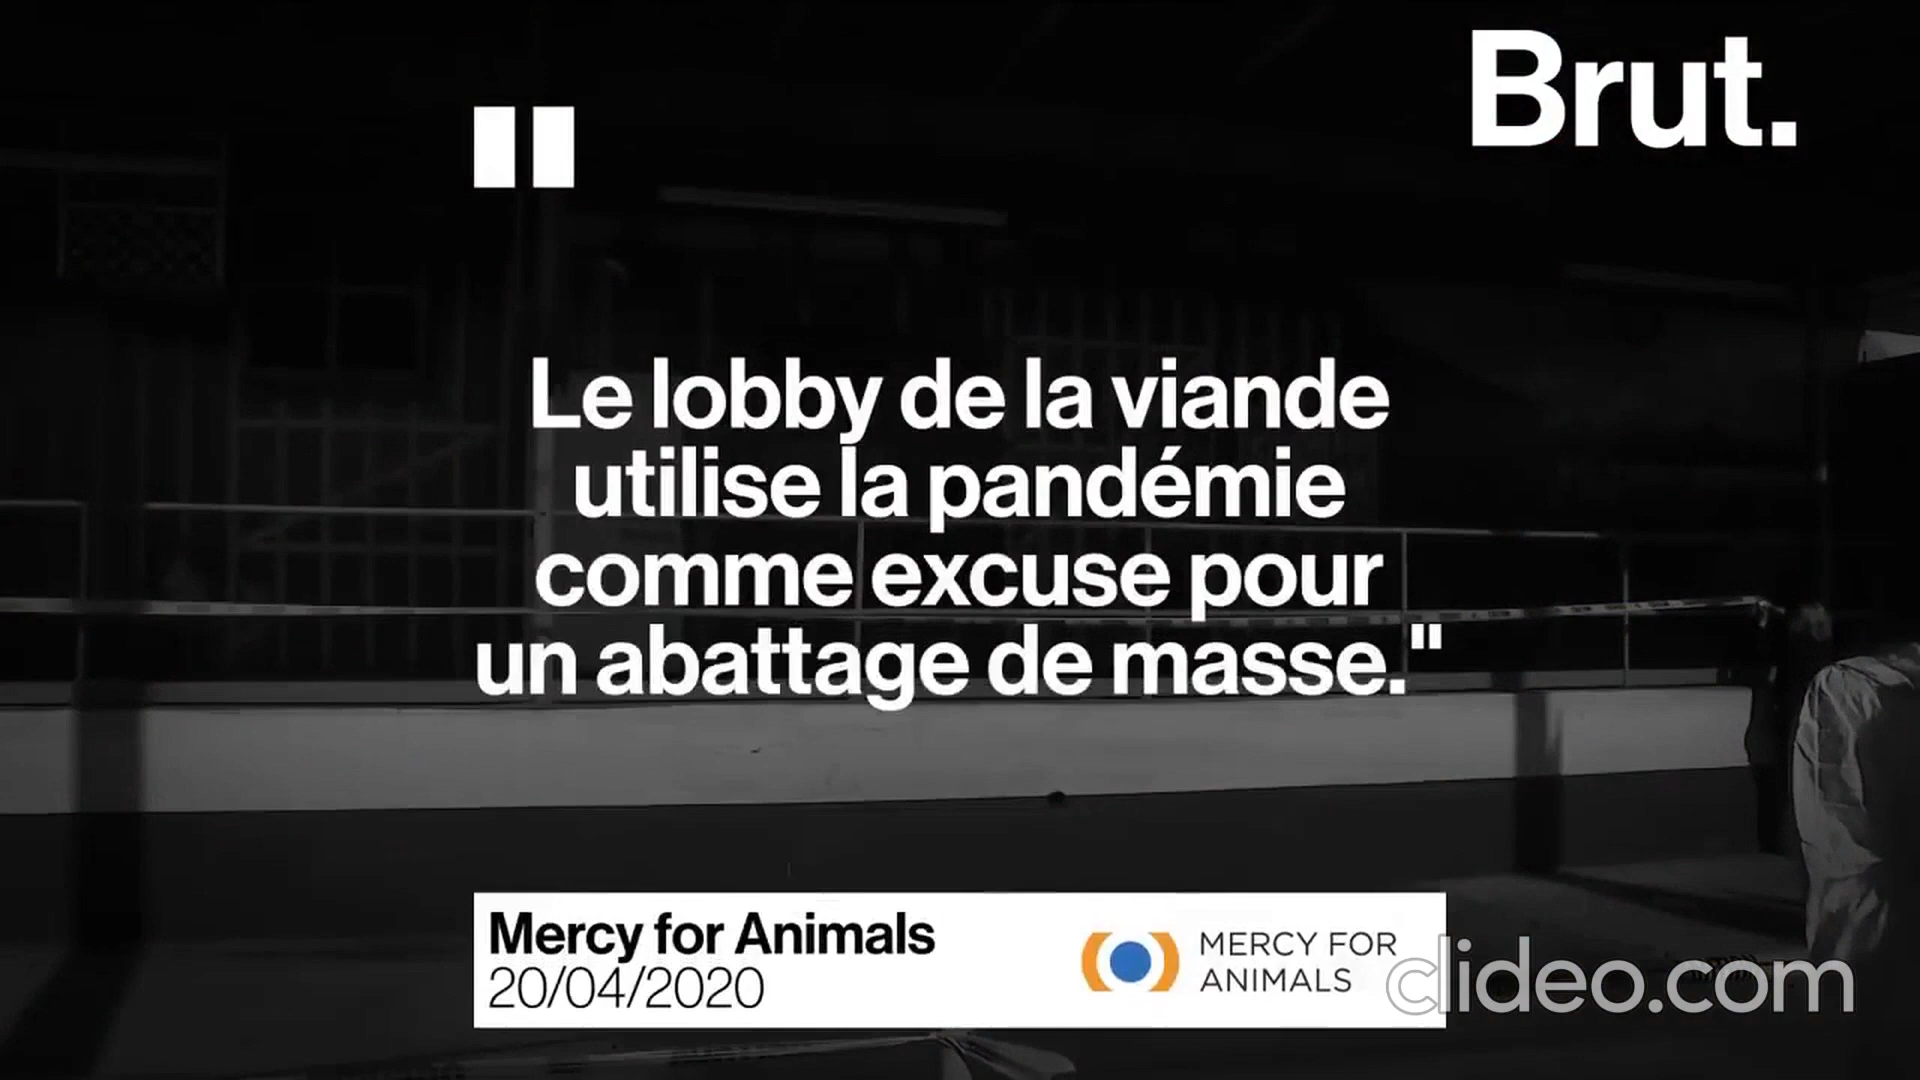 Brut.
"
Le lobby de la viande
utilise la pandémie
comme excuse pour
un abattage de masse."
Mercy for Animals
20/04/2020
MERCY FOR
ANIMALS
clideo.com